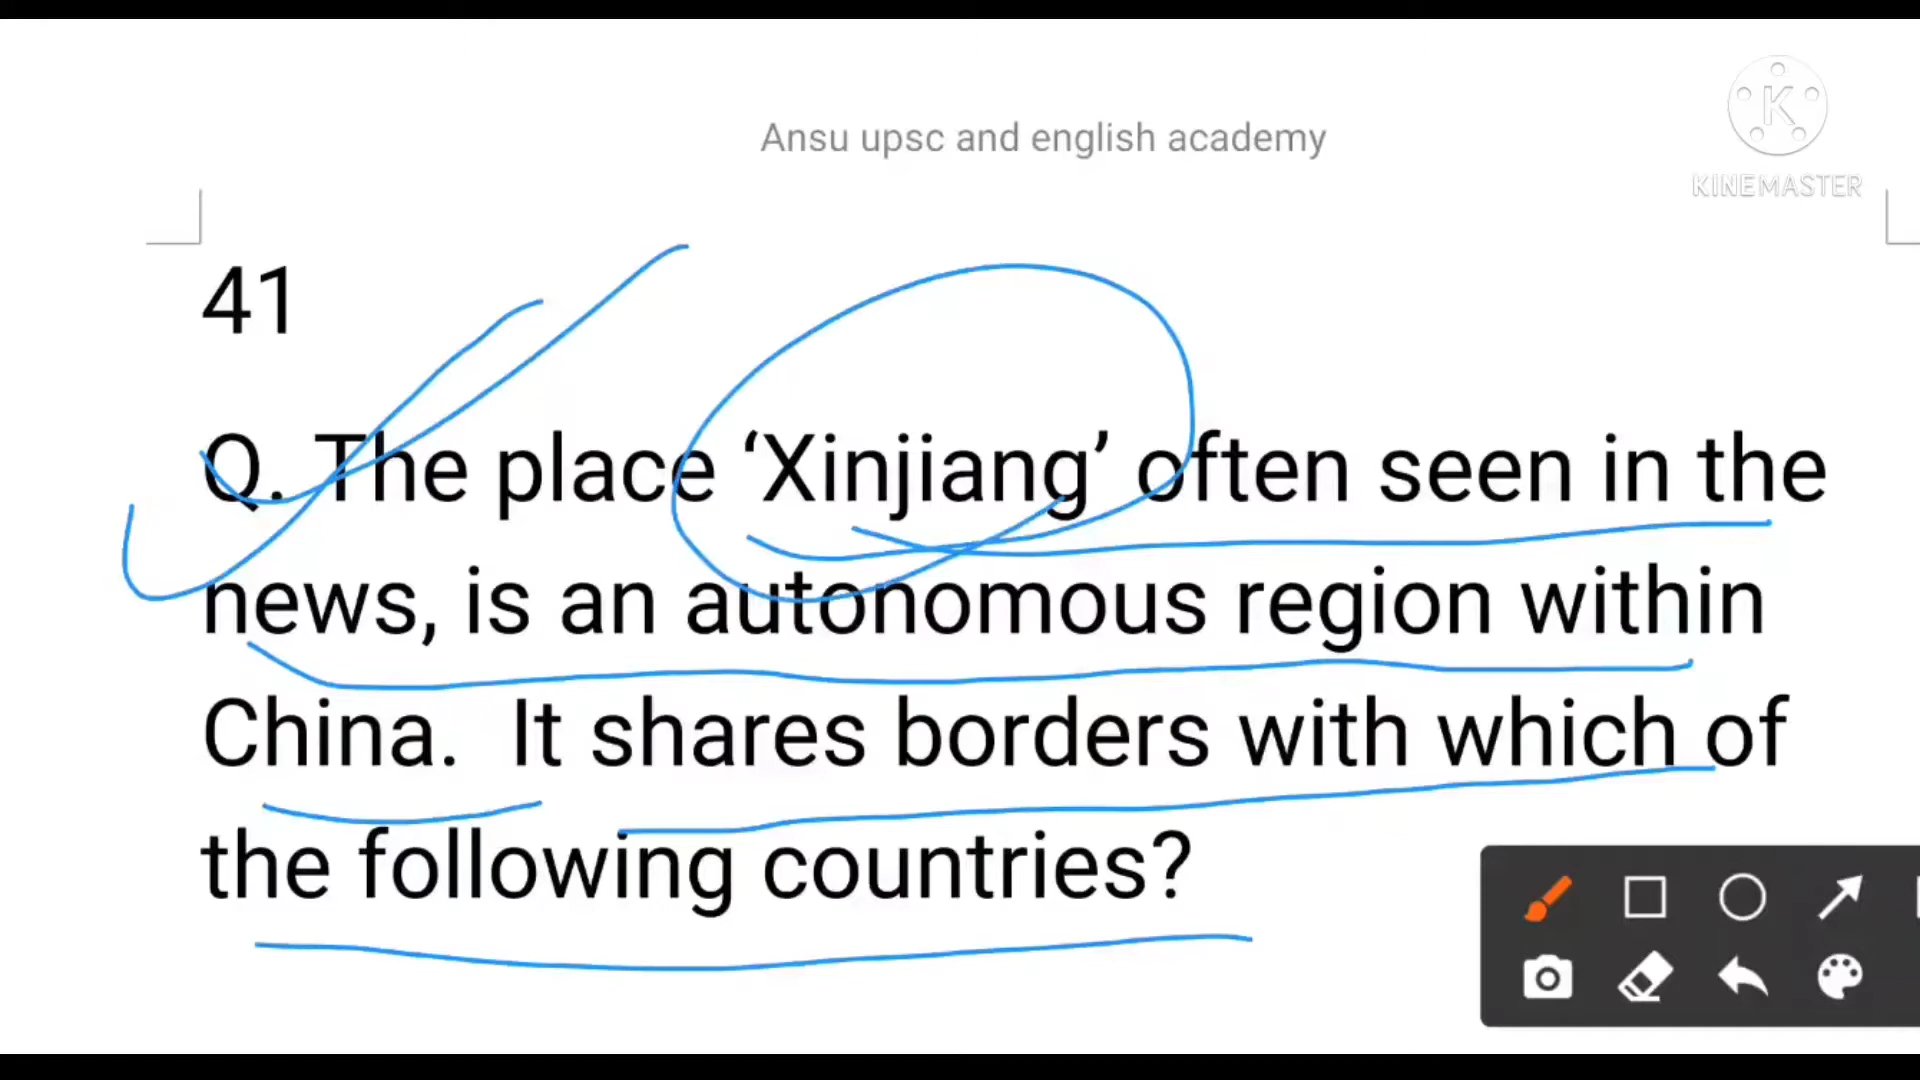 Ansu upsc and english academy
KINEMASTER
41
Q. The place ‘Xinjiang’ often seen in the
news, is an autonomous region within
China.  It shares borders with which of
the following countries?